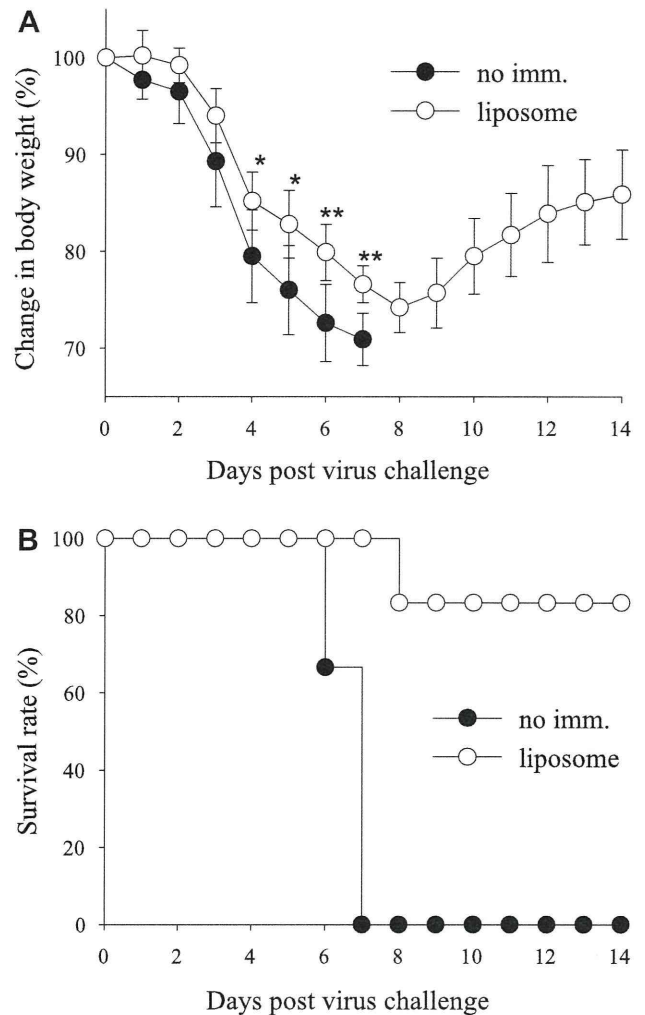 A
Change in body weight (%)
100
90
80
70
no imm.
liposome
*
*
**
**
0 2 4 6 8 10 12 14
Days post virus challenge
B
Survival rate (%)
100
80
60
40
20
0
no imm.
liposome
0 2 4 6 8 10 12 14
Days post virus challenge